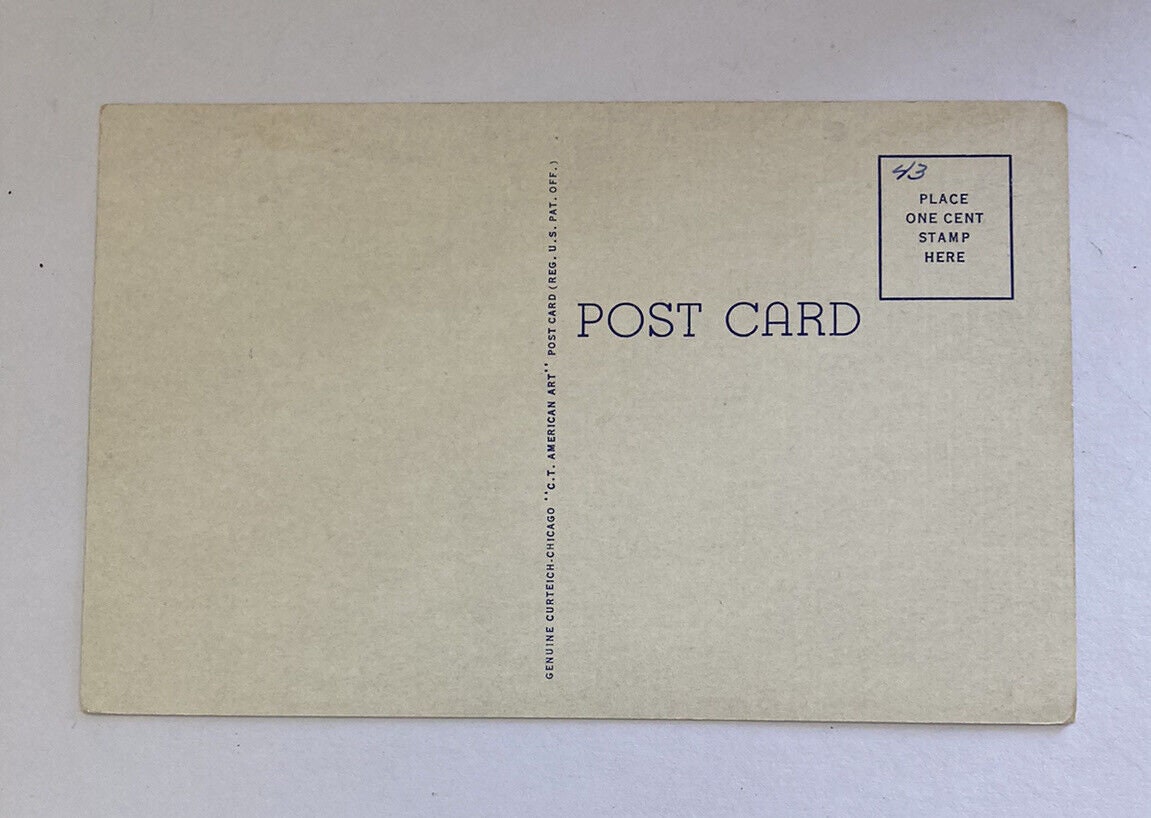 GENUINE CURTEICH-CHICAGO "C.T. AMERICAN ART" POST CARD (REG. U.S. PAT. OFF.)
43
PLACE
ONE CENT
STAMP
HERE
POST CARD